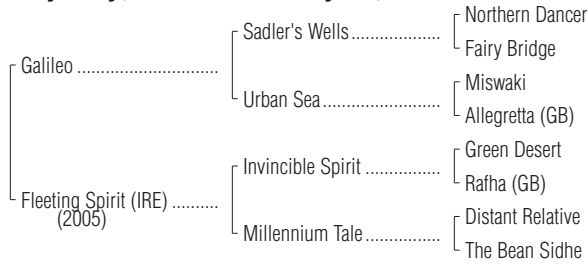 Northern Dancer
Sadler's Wells
Fairy Bridge
Galileo
Miswaki
Urban Sea
Allegretta (GB)
Green Desert
Invincible Spirit
Rafha (GB)
Fleeting Spirit (IRE)
(2005)
Distant Relative
Millennium Tale
The Bean Sidhe